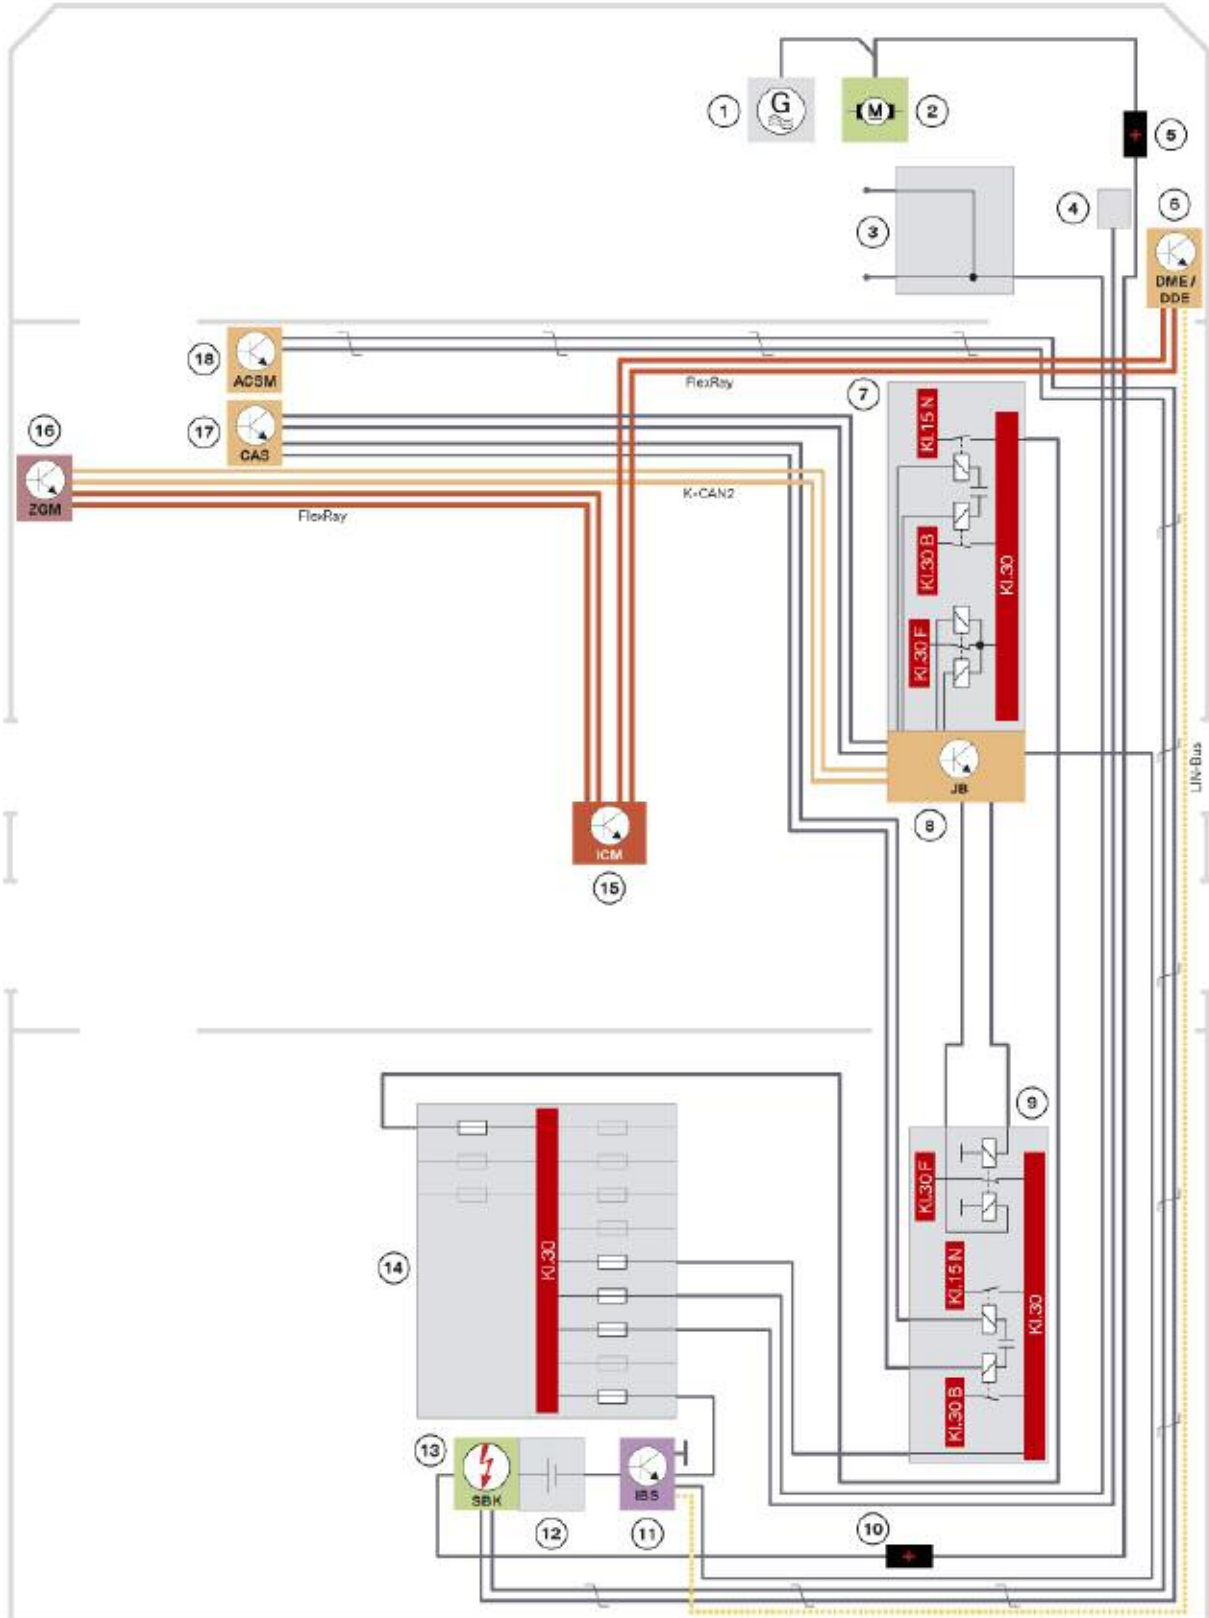 G
1
M
2
+
5
4
6
3
DME /
DDE
18
ACSM
FlexRay
7
17
CAS
16
ZGM
K-CAN2
FlexRay
Kl.15 N
Kl.30 B
Kl.30
Kl.30 F
LIN-Bus
JB
8
ICM
15
9
Kl.30 F
Kl.15 N
Kl.30
Kl.30 B
14
Kl.30
13
SBK
12
IBS
11
10
+